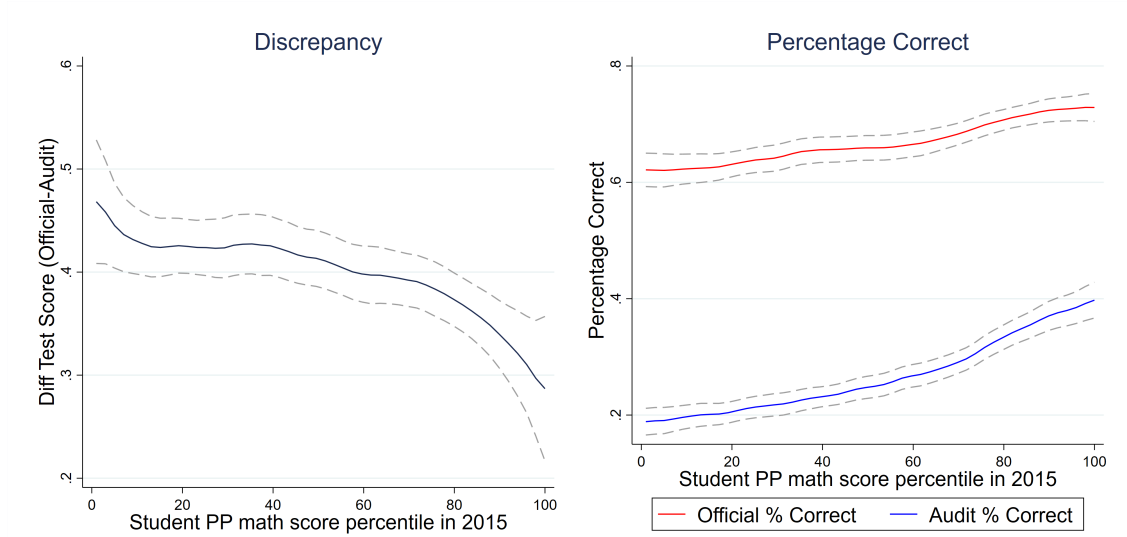 Discrepancy
Diff Test Score (Official-Audit)
.6
.5
.4
.3
.2
0 20 40 60 80 100
Student PP math score percentile in 2015
Percentage Correct
Percentage Correct
.8
.6
.4
.2
0 20 40 60 80 100
Student PP math score percentile in 2015
Official % Correct Audit % Correct